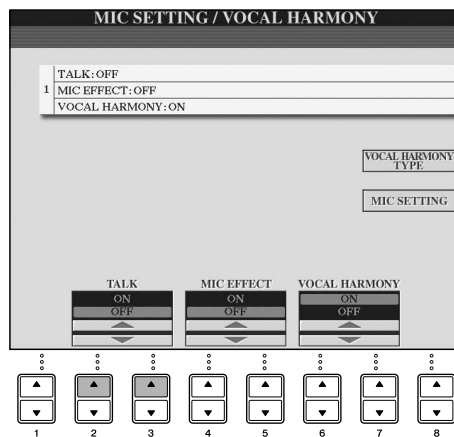 MIC SETTING / VOCAL HARMONY
TALK: OFF
1 MIC EFFECT: OFF
VOCAL HARMONY: ON
VOCAL HARMONY
TYPE
MIC SETTING
TALK MIC EFFECT VOCAL HARMONY
ON ON ON
OFF OFF OFF
1 2 3 4 5 6 7 8